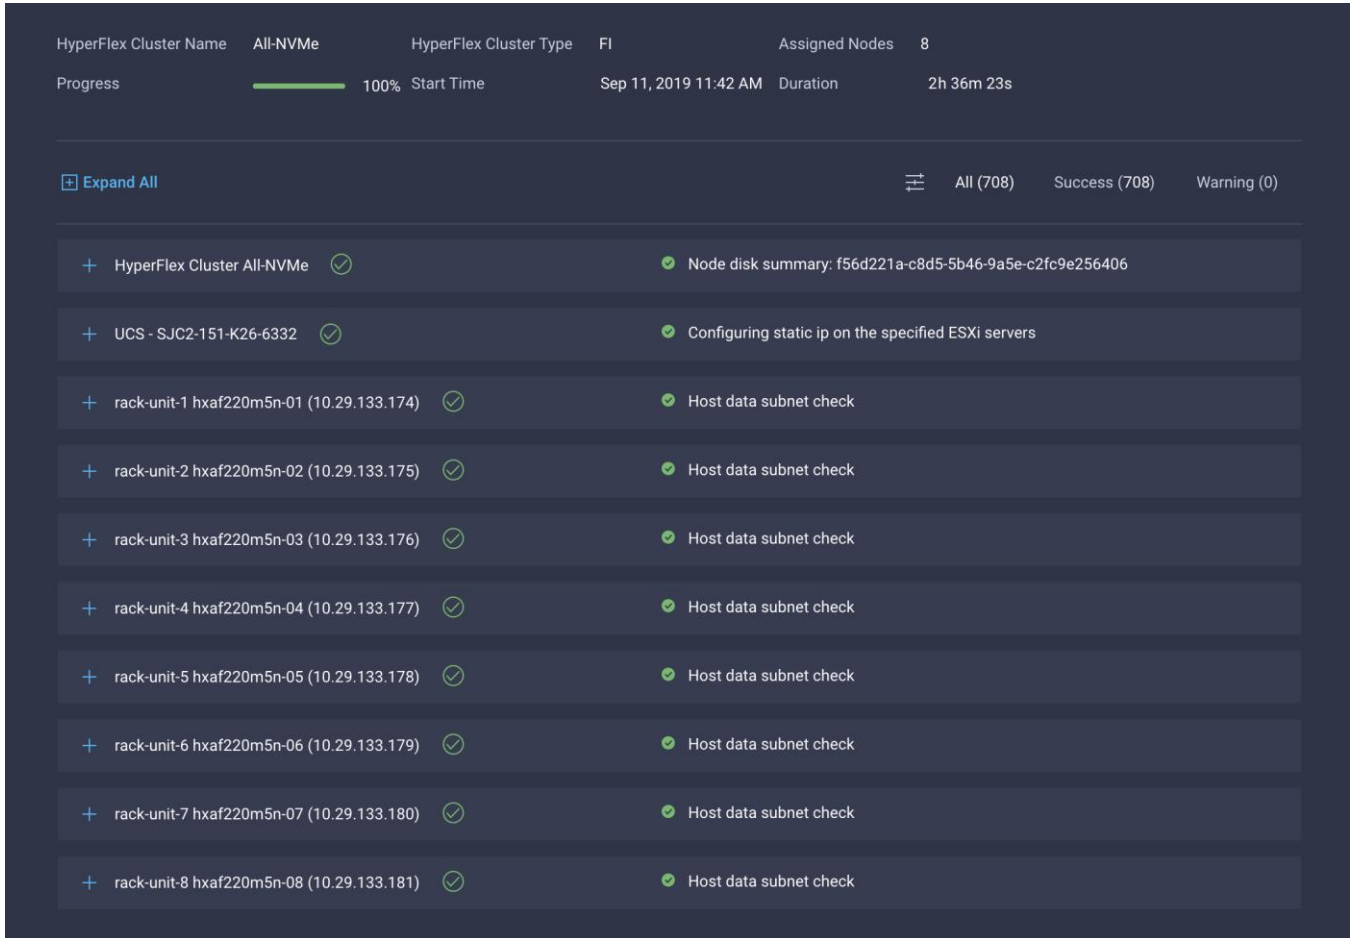 HyperFlex Cluster Name All-NVMe HyperFlex Cluster Type FI Assigned Nodes 8
Progress 100% Start Time Sep 11, 2019 11:42 AM Duration 2h 36m 23s
Expand All All (708) Success (708) Warning (0)
HyperFlex Cluster All-NVMe Node disk summary: f56d221a-c8d5-5b46-9a5e-c2fc9e256406
UCS - SJC2-151-K26-6332 Configuring static ip on the specified ESXi servers
rack-unit-1 hxaf220m5n-01 (10.29.133.174) Host data subnet check
rack-unit-2 hxaf220m5n-02 (10.29.133.175) Host data subnet check
rack-unit-3 hxaf220m5n-03 (10.29.133.176) Host data subnet check
rack-unit-4 hxaf220m5n-04 (10.29.133.177) Host data subnet check
rack-unit-5 hxaf220m5n-05 (10.29.133.178) Host data subnet check
rack-unit-6 hxaf220m5n-06 (10.29.133.179) Host data subnet check
rack-unit-7 hxaf220m5n-07 (10.29.133.180) Host data subnet check
rack-unit-8 hxaf220m5n-08 (10.29.133.181) Host data subnet check